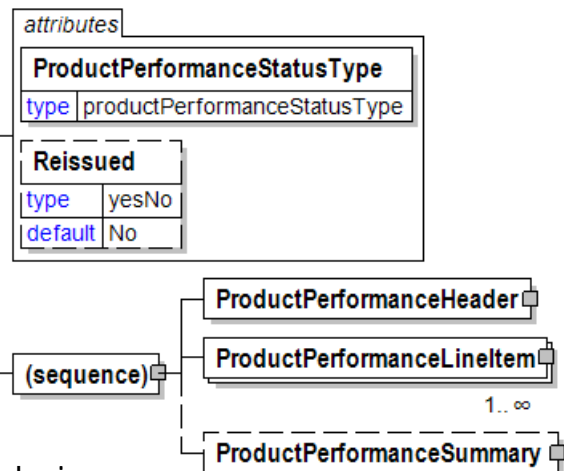 attributes
ProductPerformanceStatusType
type productPerformanceStatusType
Reissued
type yesNo
default No
ProductPerformanceHeader
(sequence)
ProductPerformanceLineItem
1.. ∞
ProductPerformanceSummary